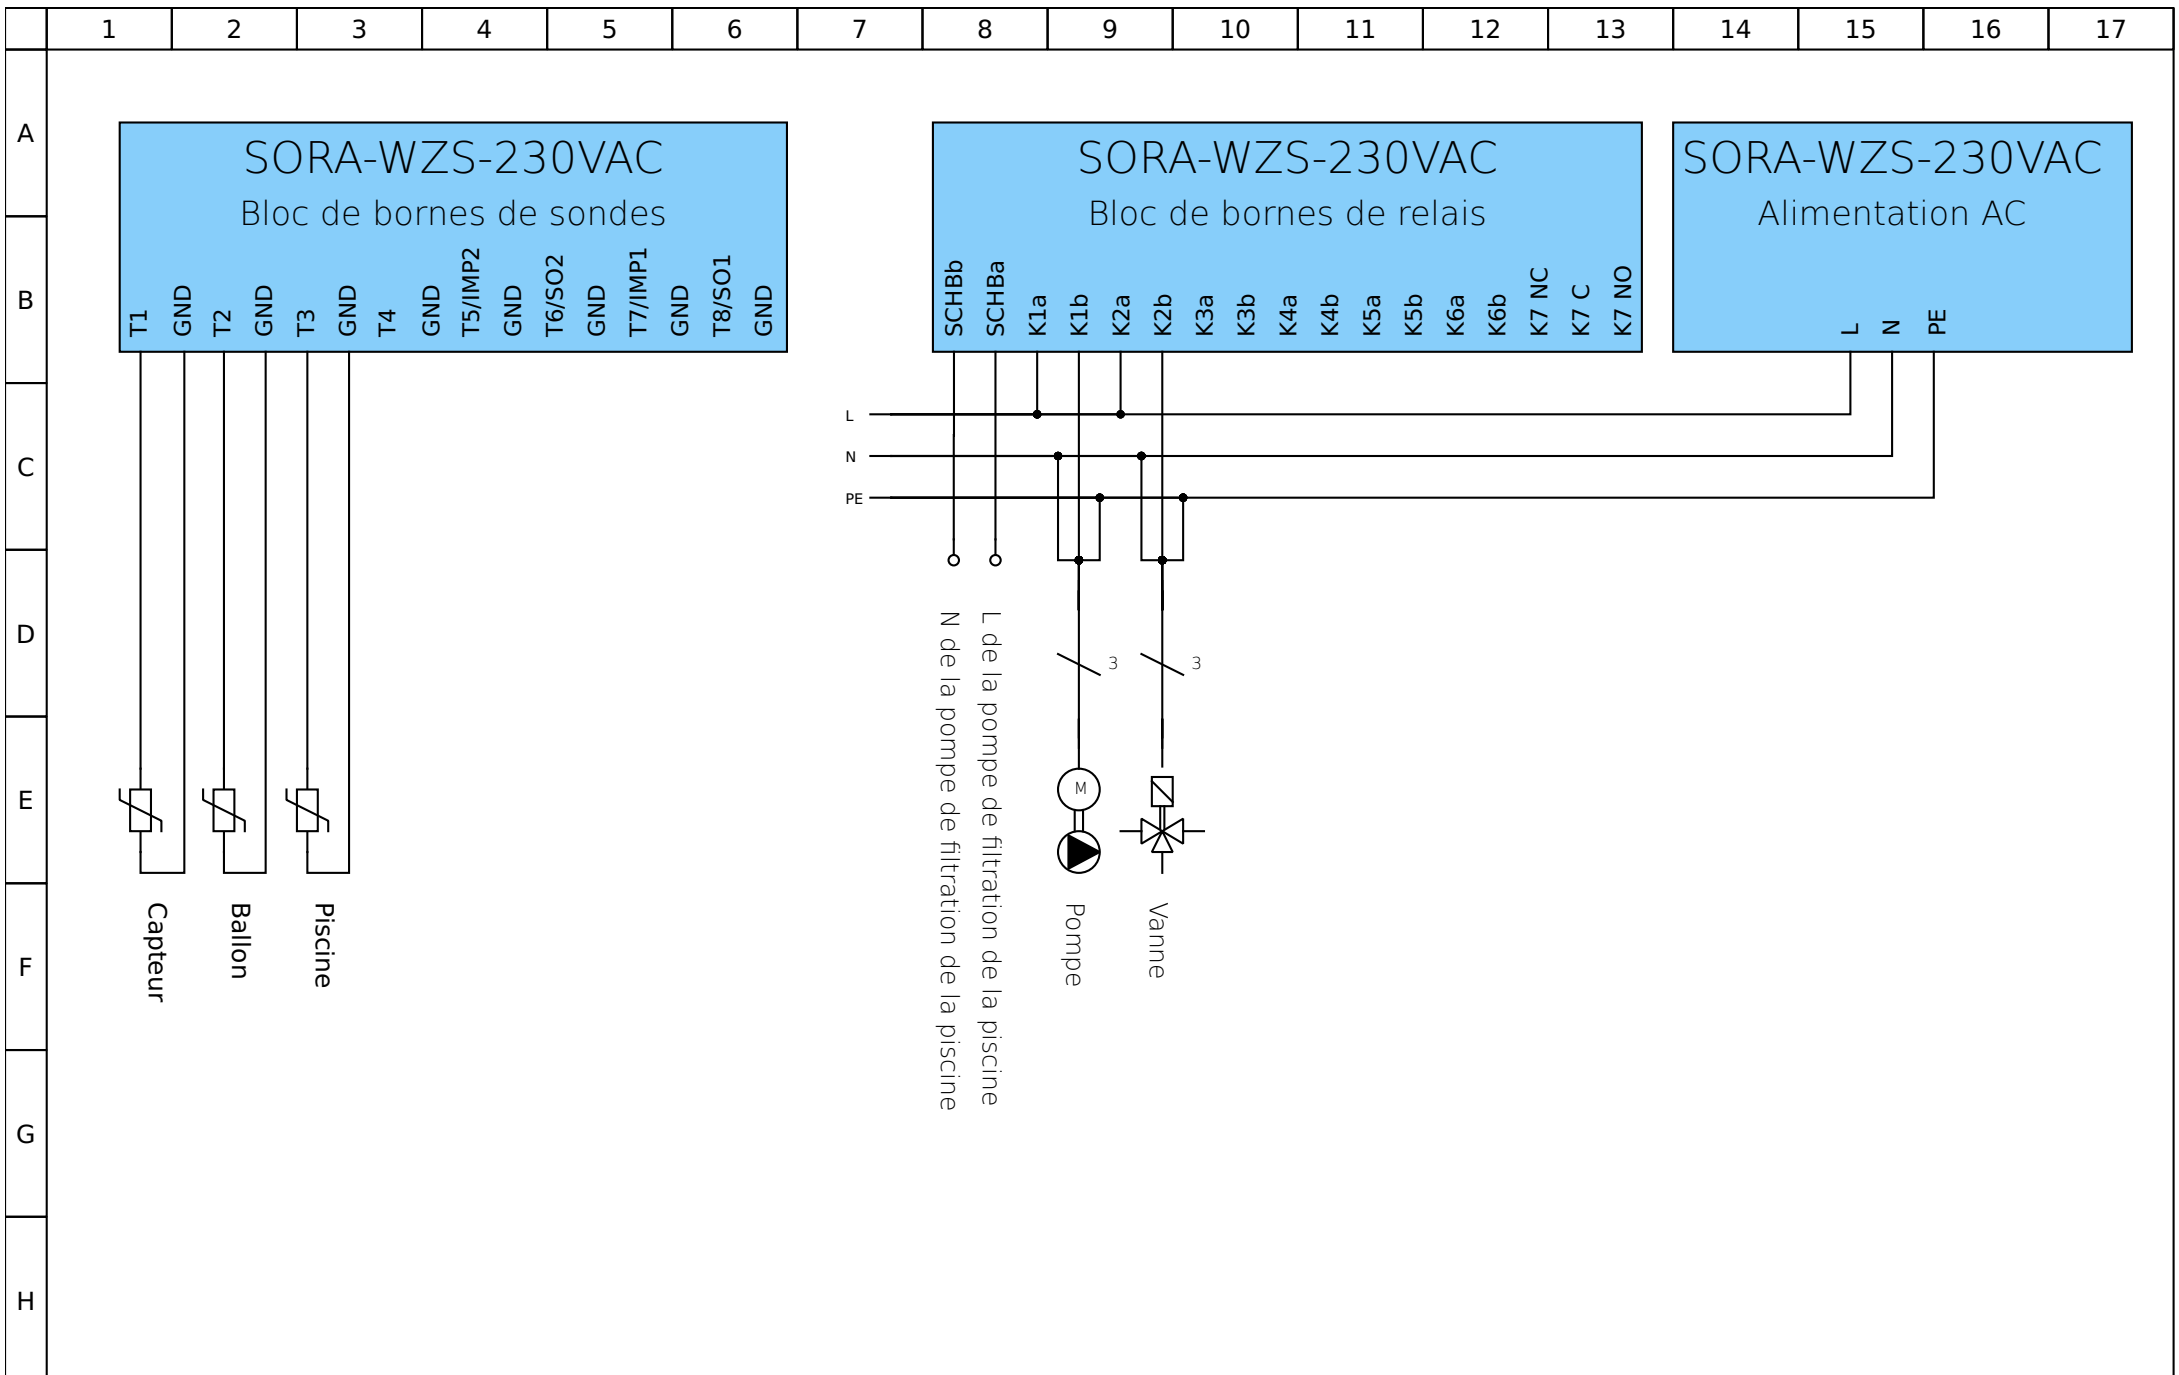 1 2 3 4 5 6 7 8 9 10 11 12 13 14 15 16 17
A
SORA-WZS-230VAC
Bloc de bornes de sondes
SORA-WZS-230VAC
Bloc de bornes de relais
SORA-WZS-230VAC
Alimentation AC
B
T1
GND
T2
GND
T3
GND
T4
GND
T5/IMP2
GND
T6/SO2
GND
T7/IMP1
GND
T8/SO1
GND
SCHBb
SCHBa
K1a
K1b
K2a
K2b
K3a
K3b
K4a
K4b
K5a
K5b
K6a
K6b
K7 NC
K7 C
K7 NO
L
N
PE
C
L
N
PE
D
N de la pompe de filtration de la piscine
L de la pompe de filtration de la piscine
3
3
E
M
F
Capteur
Ballon
Piscine
Pompe
Vanne
G
H